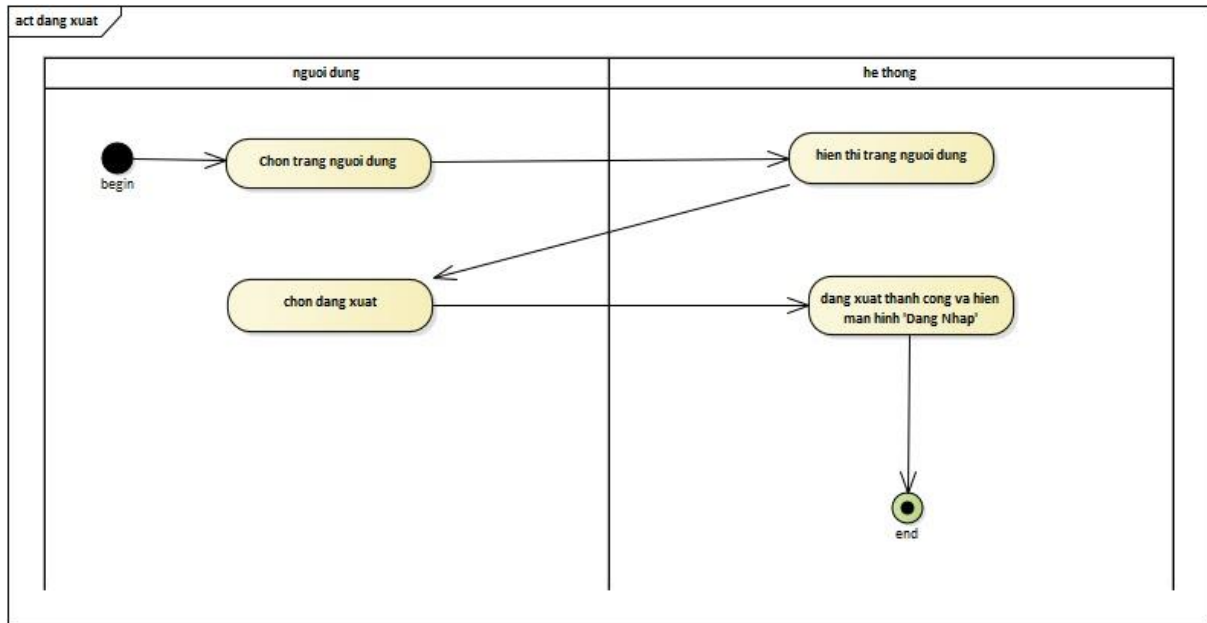 act dang xuat
nguoi dung
he thong
begin
Chon trang nguoi dung
hien thi trang nguoi dung
chon dang xuat
dang xuat thanh cong va hien
man hinh 'Dang Nhap'
end